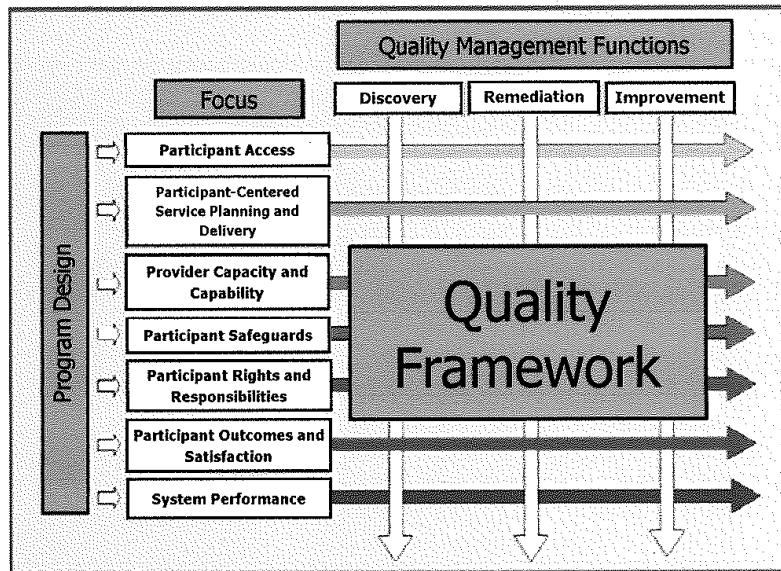 Quality Management Functions
Focus
Discovery
Remediation
Improvement
Program Design
Participant Access
Participant-Centered
Service Planning and
Delivery
Provider Capacity and
Capability
Participant Safeguards
Participant Rights and
Responsibilities
Participant Outcomes and
Satisfaction
System Performance
Quality
Framework